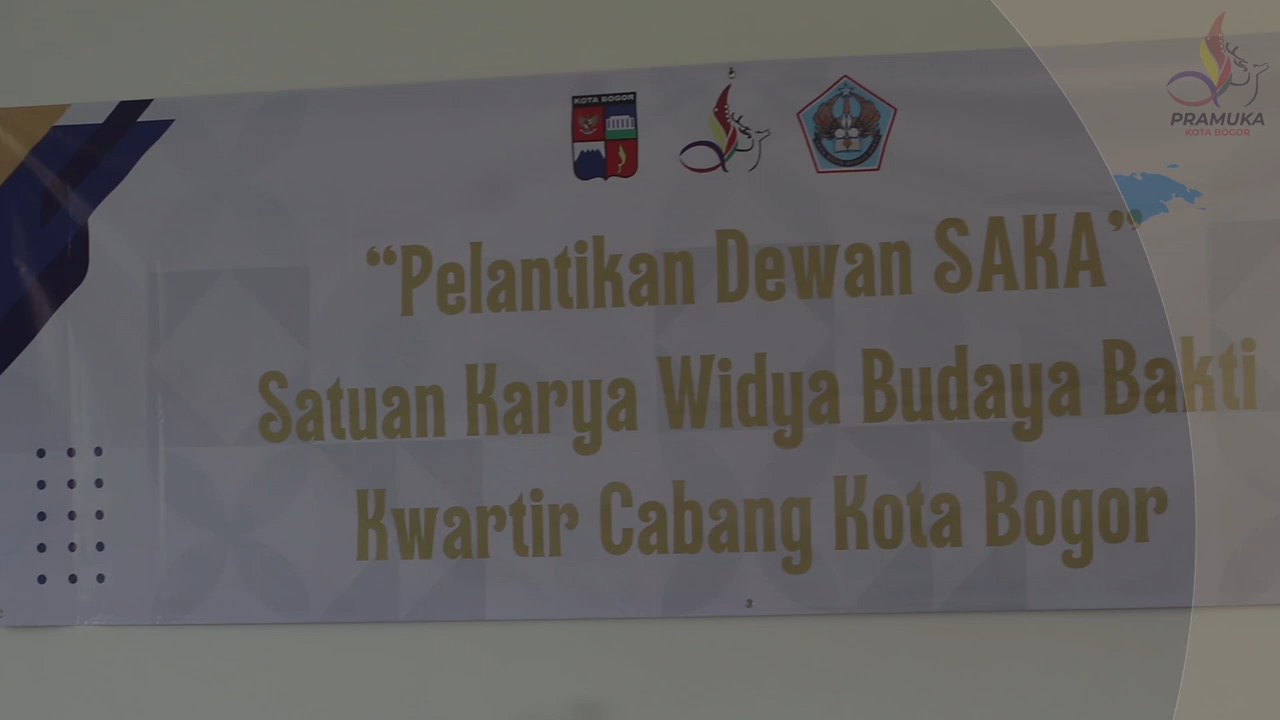 KOTA BOGOR
PRAMUKA
KOTA BOGOR
“Pelantikan Dewan SAKA”
Satuan Karya Widya Budaya Bakti
Kwartir Cabang Kota Bogor